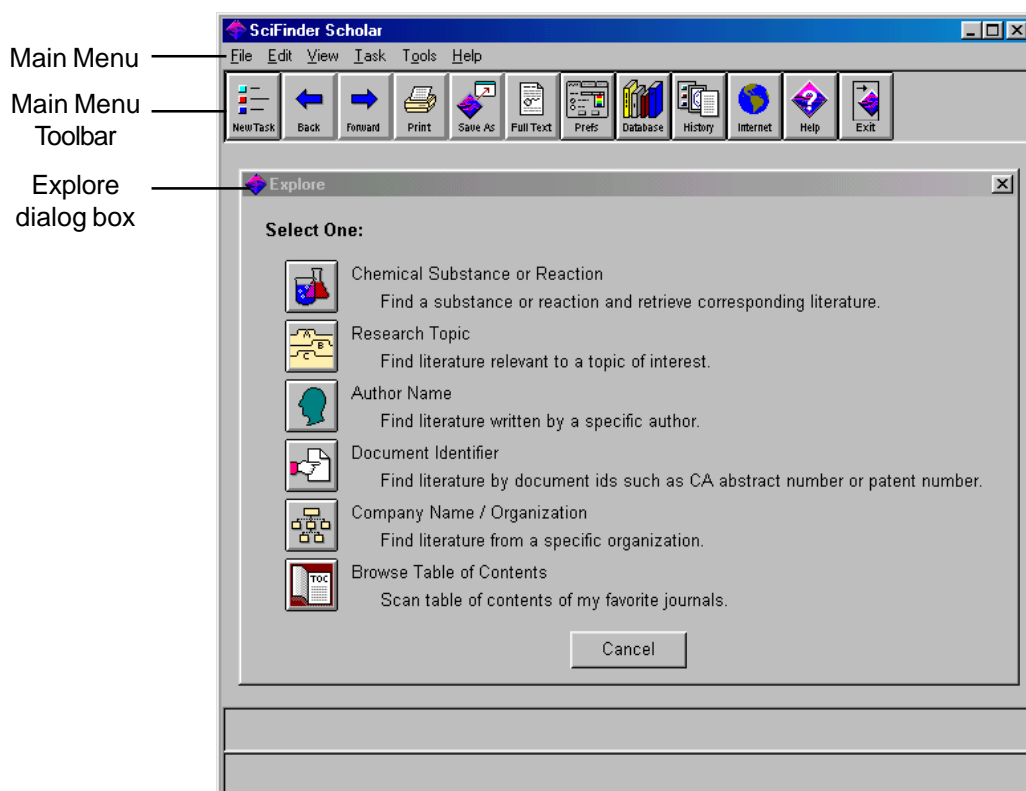 SciFinder Scholar
File Edit View Task Tools Help
Main Menu
New Task Back Forward Print Save As Full Text Prefs Database History Internet Help Exit
Main Menu
Toolbar
Explore
dialog box
Explore
Select One:
Chemical Substance or Reaction
Find a substance or reaction and retrieve corresponding literature.
A
B
C
Research Topic
Find literature relevant to a topic of interest.
Author Name
Find literature written by a specific author.
Document Identifier
Find literature by document ids such as CA abstract number or patent number.
Company Name / Organization
Find literature from a specific organization.
TOC
Browse Table of Contents
Scan table of contents of my favorite journals.
Cancel